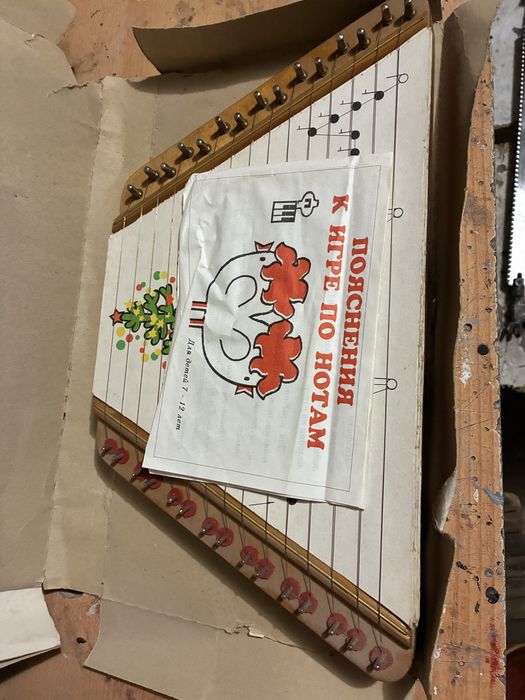 ПОЯСНЕНИЯ
К ИГРЕ ПО НОТАМ
Для детей 7 - 12 лет